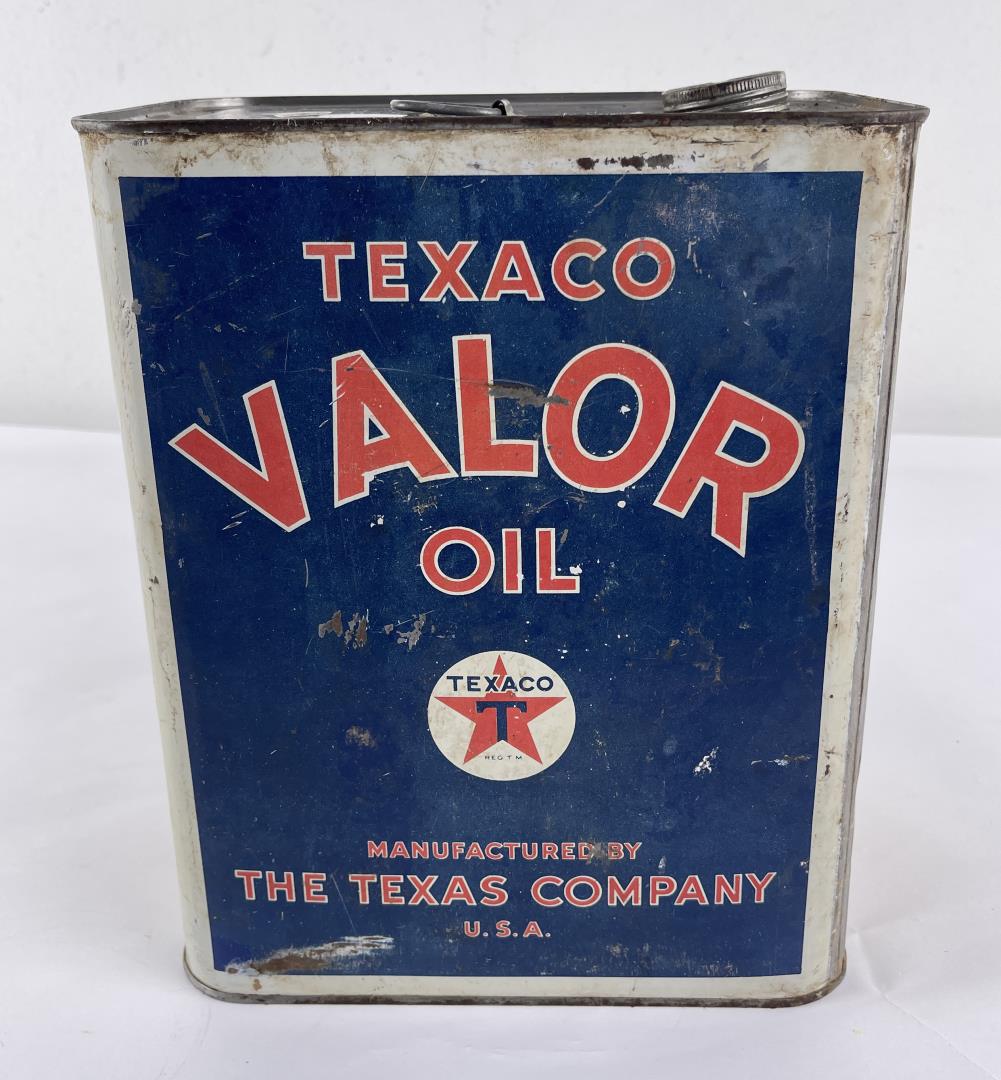 TEXACO
VALOR
OIL
TEXACO
T
REG. T M
MANUFACTURED BY
THE TEXAS COMPANY
U.S.A.